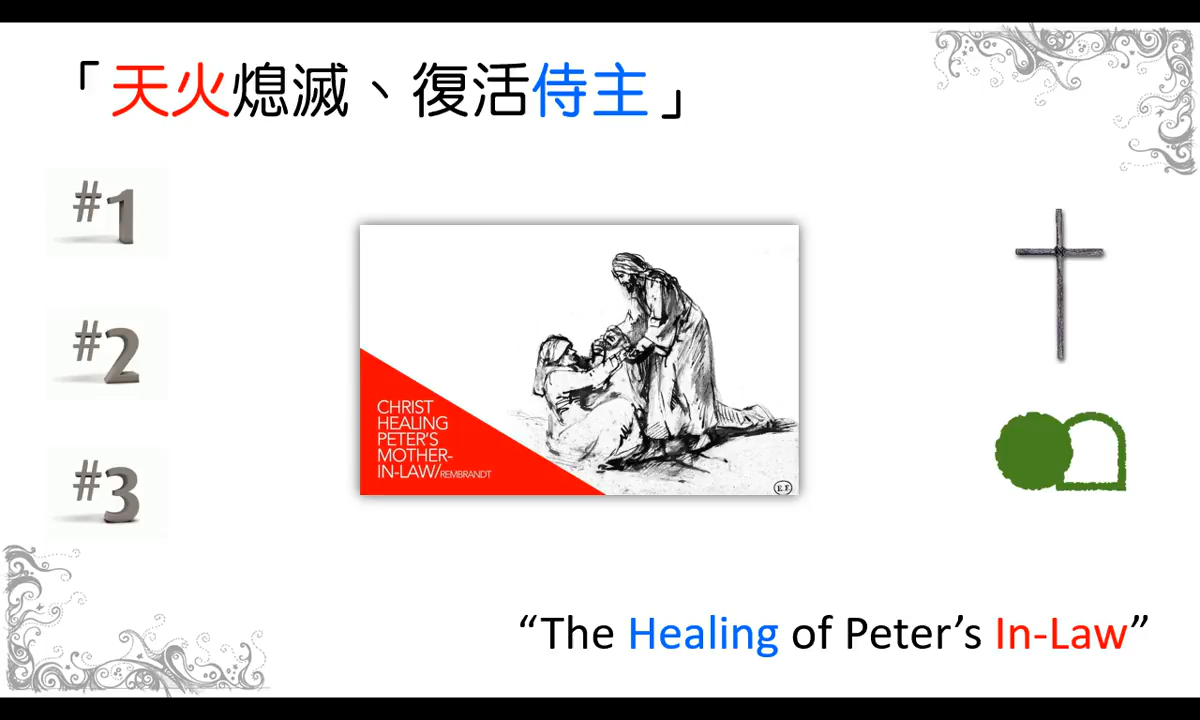 「天火熄滅、復活侍主」
#1
#2
#3
CHRIST
HEALING
PETER'S
MOTHER-
IN-LAW/REMBRANDT
E.F.
“The Healing of Peter’s In-Law”